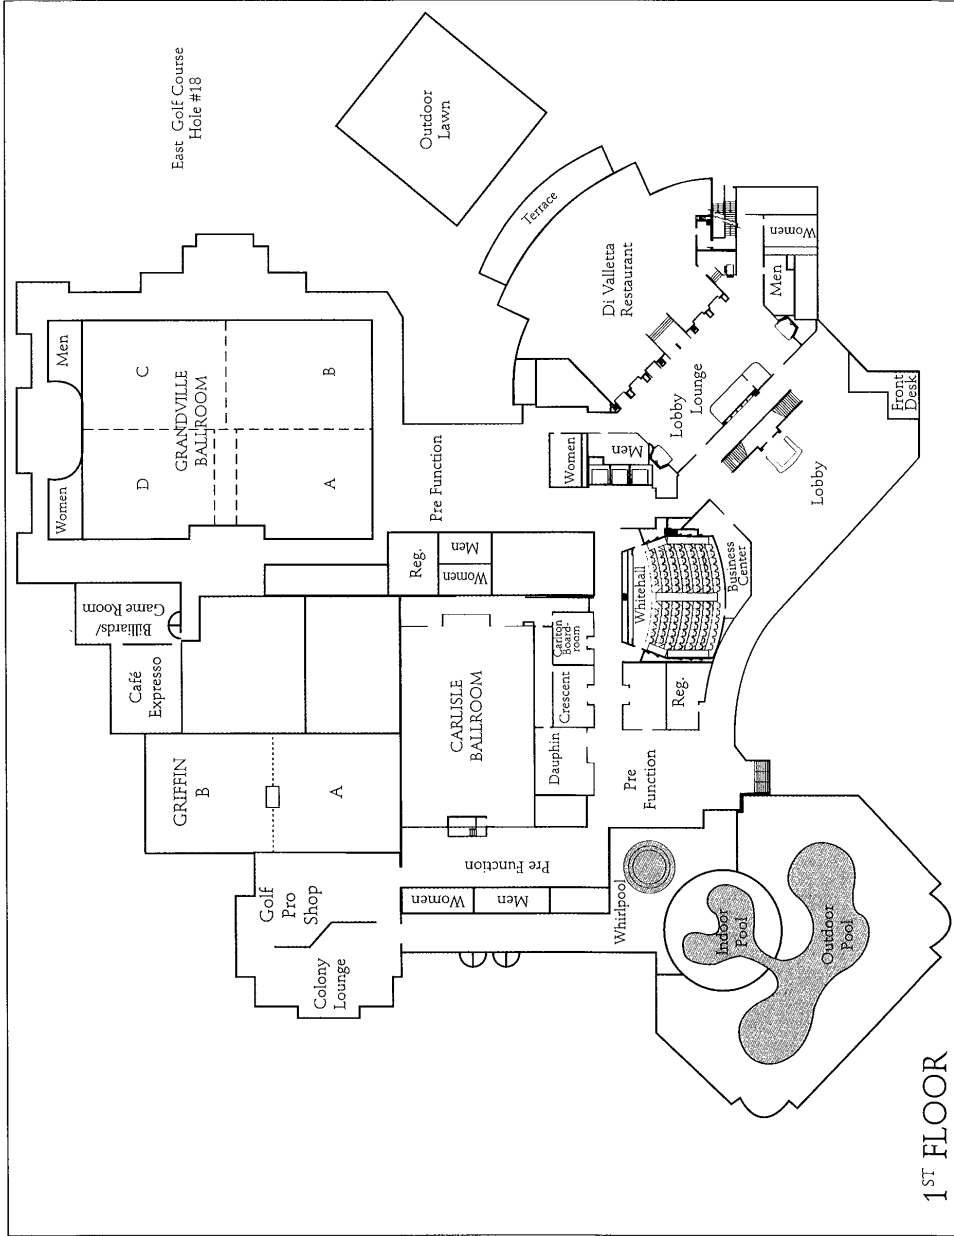 East Golf Course
Hole #18
Outdoor
Lawn
Terrace
Di Valletta
Restaurant
Women
Men
Men
C
B
GRANDVILLE
BALLROOM
D
A
Women
Pre Function
Women
Men
Lobby
Lounge
Front
Desk
Lobby
Reg.
Men
Women
Billiards/
Game Room
Café
Expresso
Whitehall
Business
Center
Carlton
Board-
room
Crescent
Dauphin
CARLISLE
BALLROOM
Reg.
Pre
Function
GRIFFIN
B
A
Pre Function
Women
Men
Golf
Pro
Shop
Colony
Lounge
Whirlpool
Indoor
Pool
Outdoor
Pool
1ST FLOOR